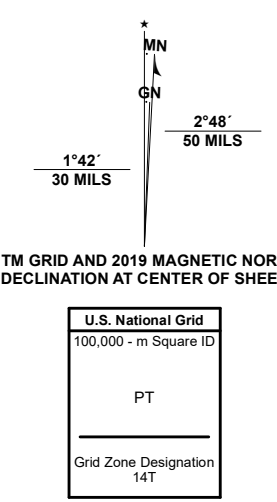 ★
MN
GN
2°48´
50 MILS
1°42´
30 MILS
TM GRID AND 2019 MAGNETIC NOR
DECLINATION AT CENTER OF SHEE
U.S. National Grid
100,000 - m Square ID
PT
Grid Zone Designation
14T